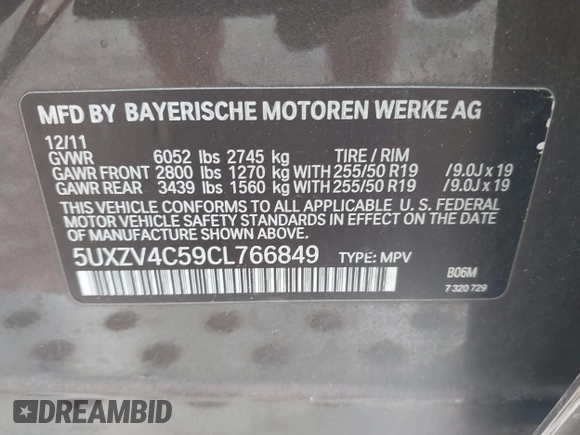 MFD BY BAYERISCHE MOTOREN WERKE AG
12/11
GVWR 6052 lbs 2745 kg TIRE / RIM
GAWR FRONT 2800 lbs 1270 kg WITH 255/50 R19 /9.0J x 19
GAWR REAR 3439 lbs 1560 kg WITH 255/50 R19 /9.0J x 19
THIS VEHICLE CONFORMS TO ALL APPLICABLE U. S. FEDERAL
MOTOR VEHICLE SAFETY STANDARDS IN EFFECT ON THE DATE
OF MANUFACTURE SHOWN ABOVE.
5UXZV4C59CL766849 TYPE: MPV
B06M
7 320 729
DREAMBID